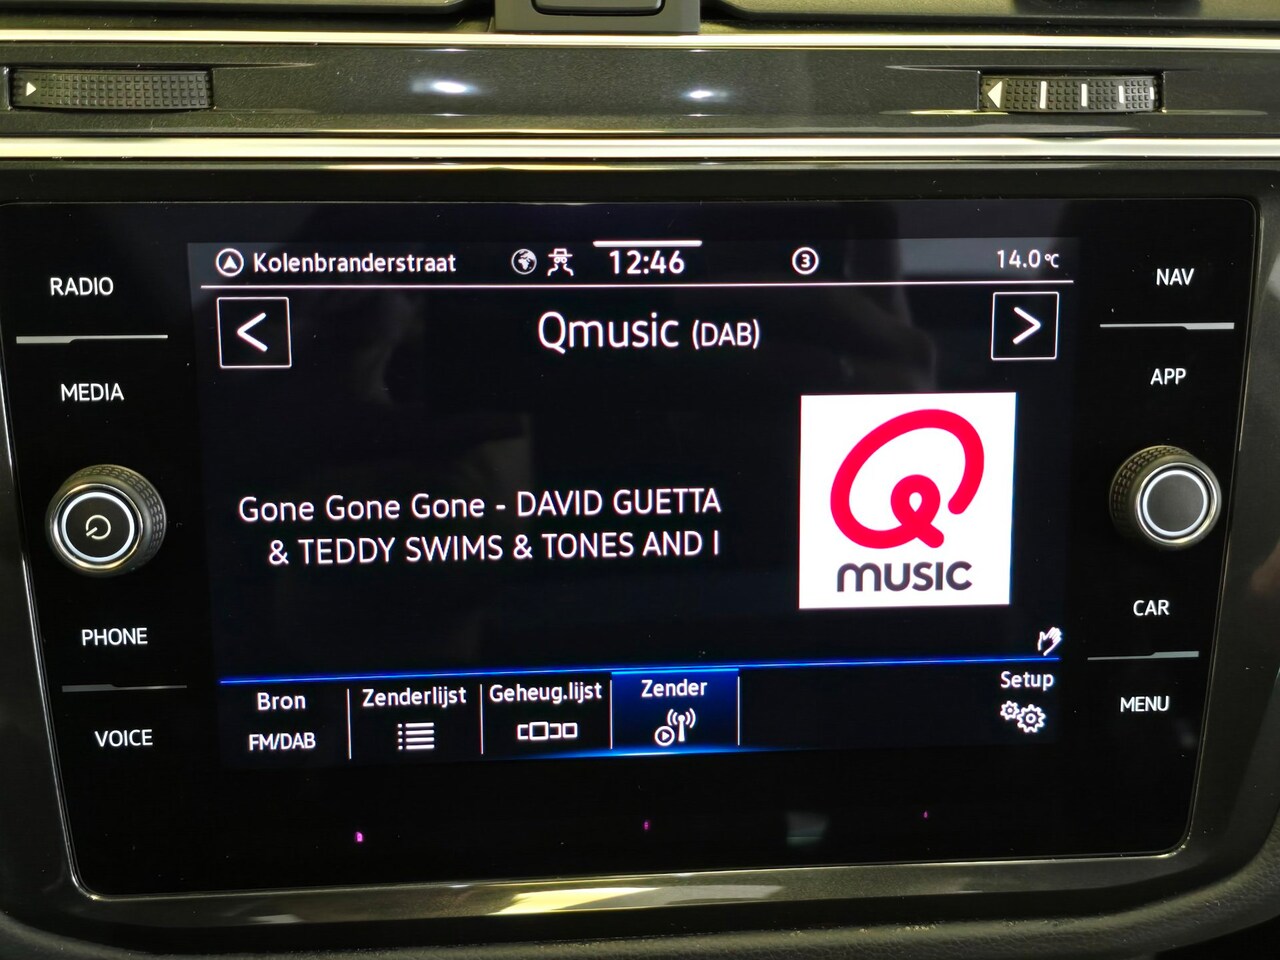 RADIO
MEDIA
PHONE
VOICE
Kolenbranderstraat
12:46
3
14.0°C
Qmusic (DAB)
Gone Gone Gone - DAVID GUETTA
& TEDDY SWIMS & TONES AND I
music
Bron
FM/DAB
Zenderlijst
Geheug.lijst
Zender
Setup
NAV
APP
CAR
MENU